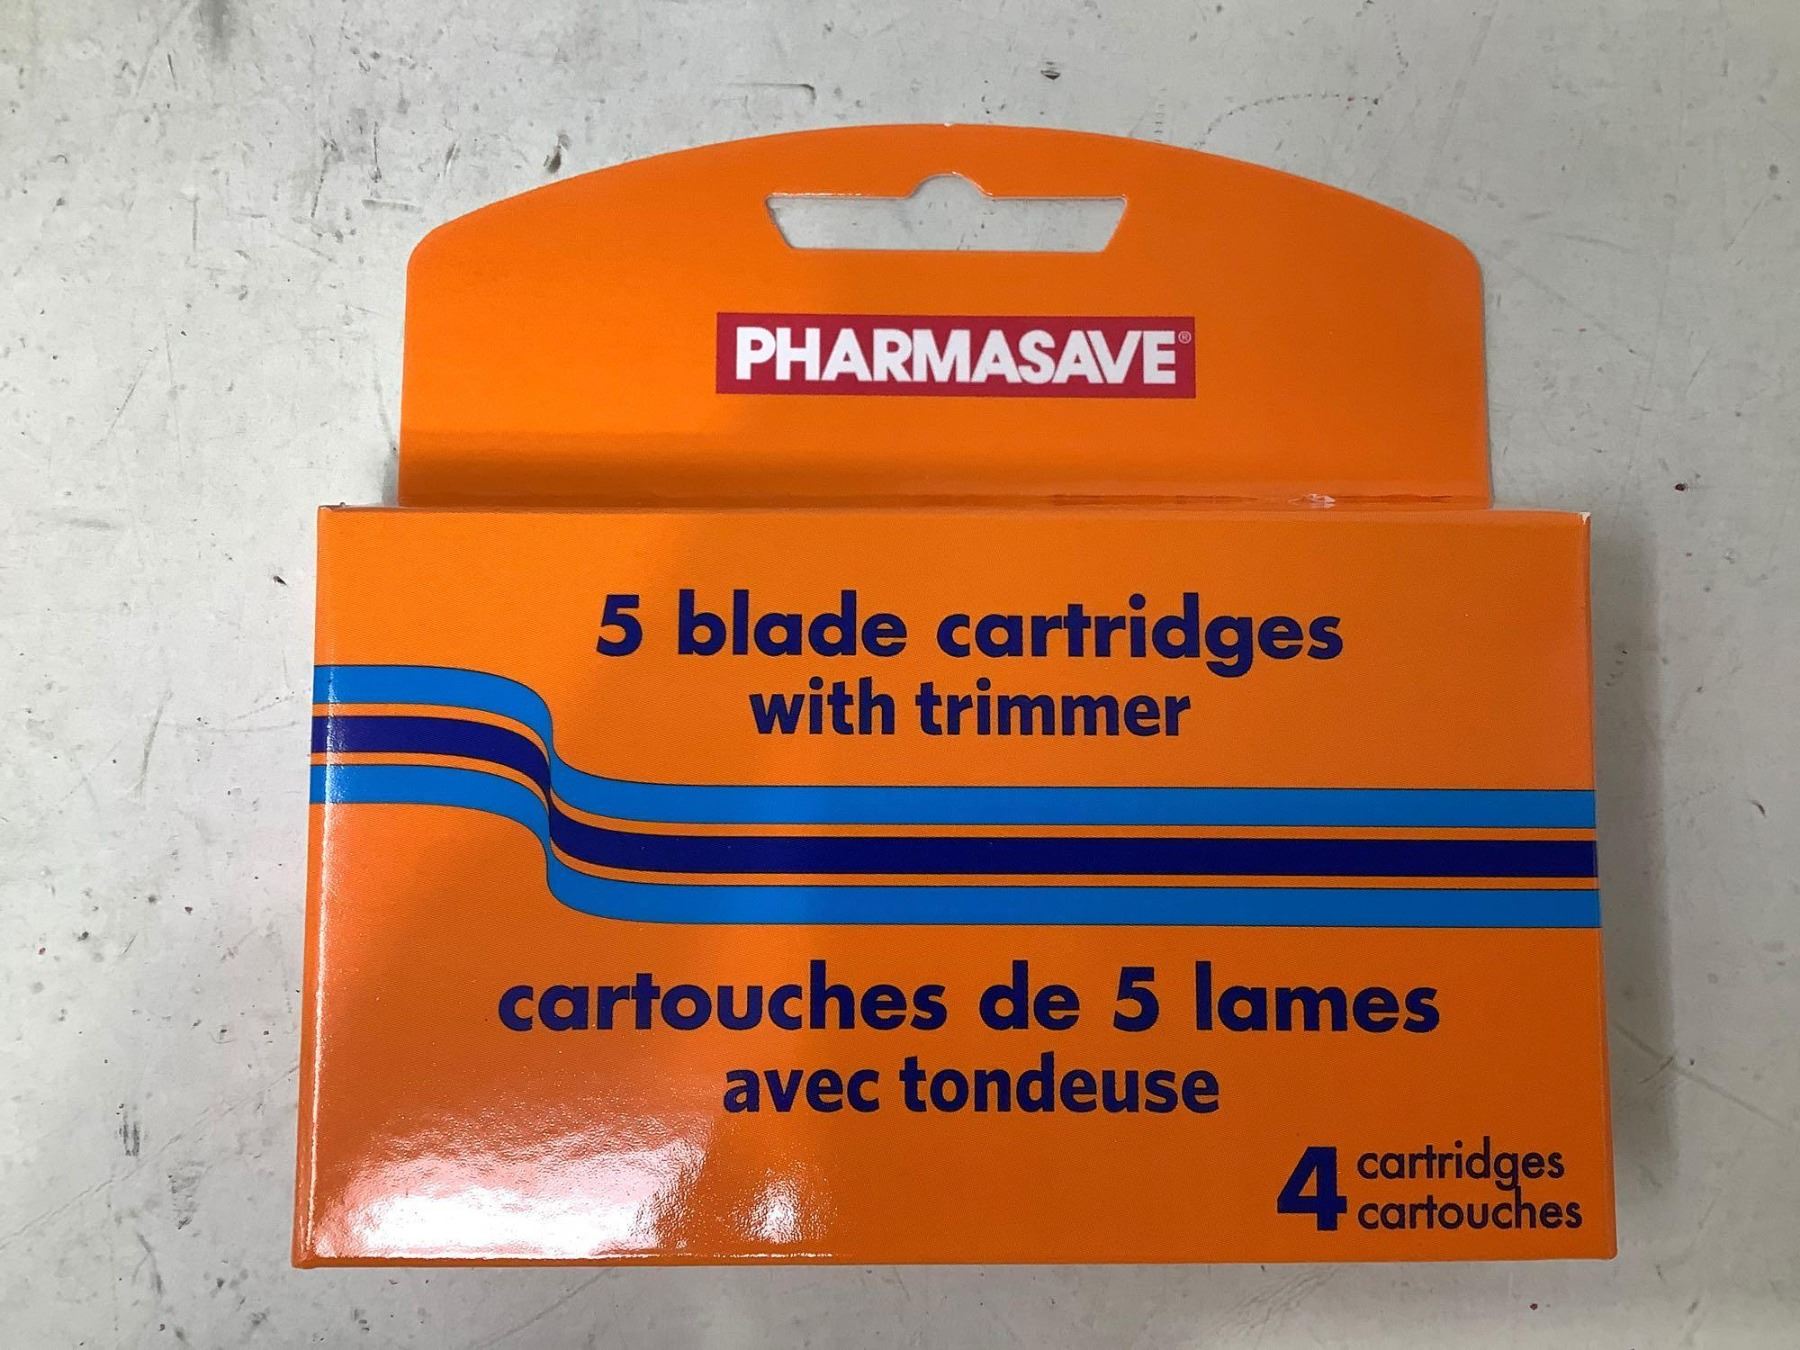 PHARMASAVE®
5 blade cartridges
with trimmer
cartouches de 5 lames
avec tondeuse
4 cartridges
cartouches